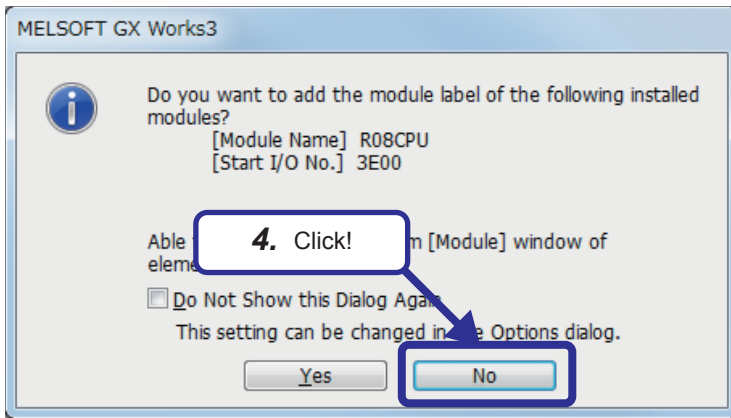 MELSOFT GX Works3
Do you want to add the module label of the following installed
modules?
[Module Name] R08CPU
[Start I/O No.] 3E00
Able
4. Click!
[Module] window of
Do Not Show this Dialog Again
This setting can be changed in Options dialog.
Yes
No